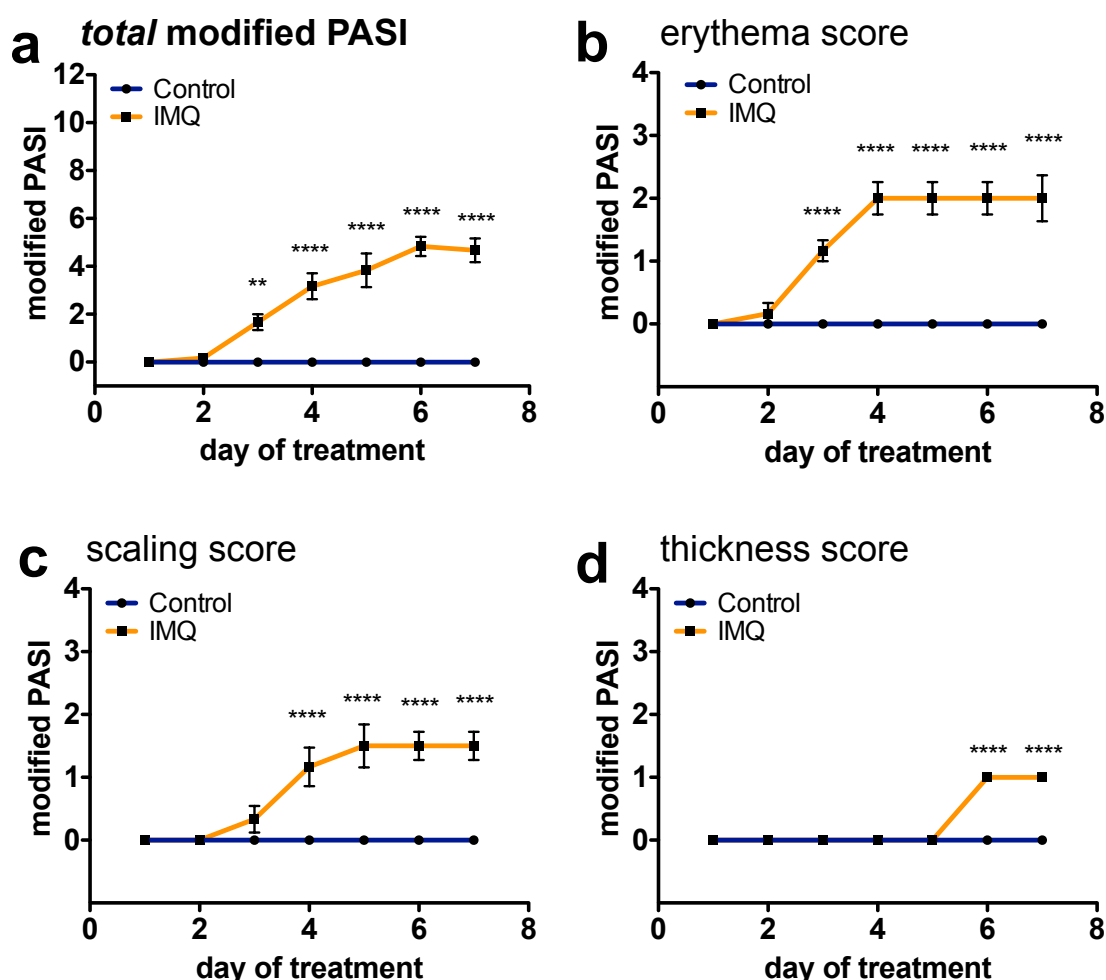 a total modified PASI
Control
IMQ
12
10
8
6
4
2
0
modified PASI
** **** **** **** ****
0 2 4 6 8
day of treatment
b erythema score
Control
IMQ
4
3
2
1
0
modified PASI
**** **** **** **** ****
0 2 4 6 8
day of treatment
c scaling score
Control
IMQ
4
3
2
1
0
modified PASI
**** **** **** ****
0 2 4 6 8
day of treatment
d thickness score
Control
IMQ
4
3
2
1
0
modified PASI
**** ****
0 2 4 6 8
day of treatment